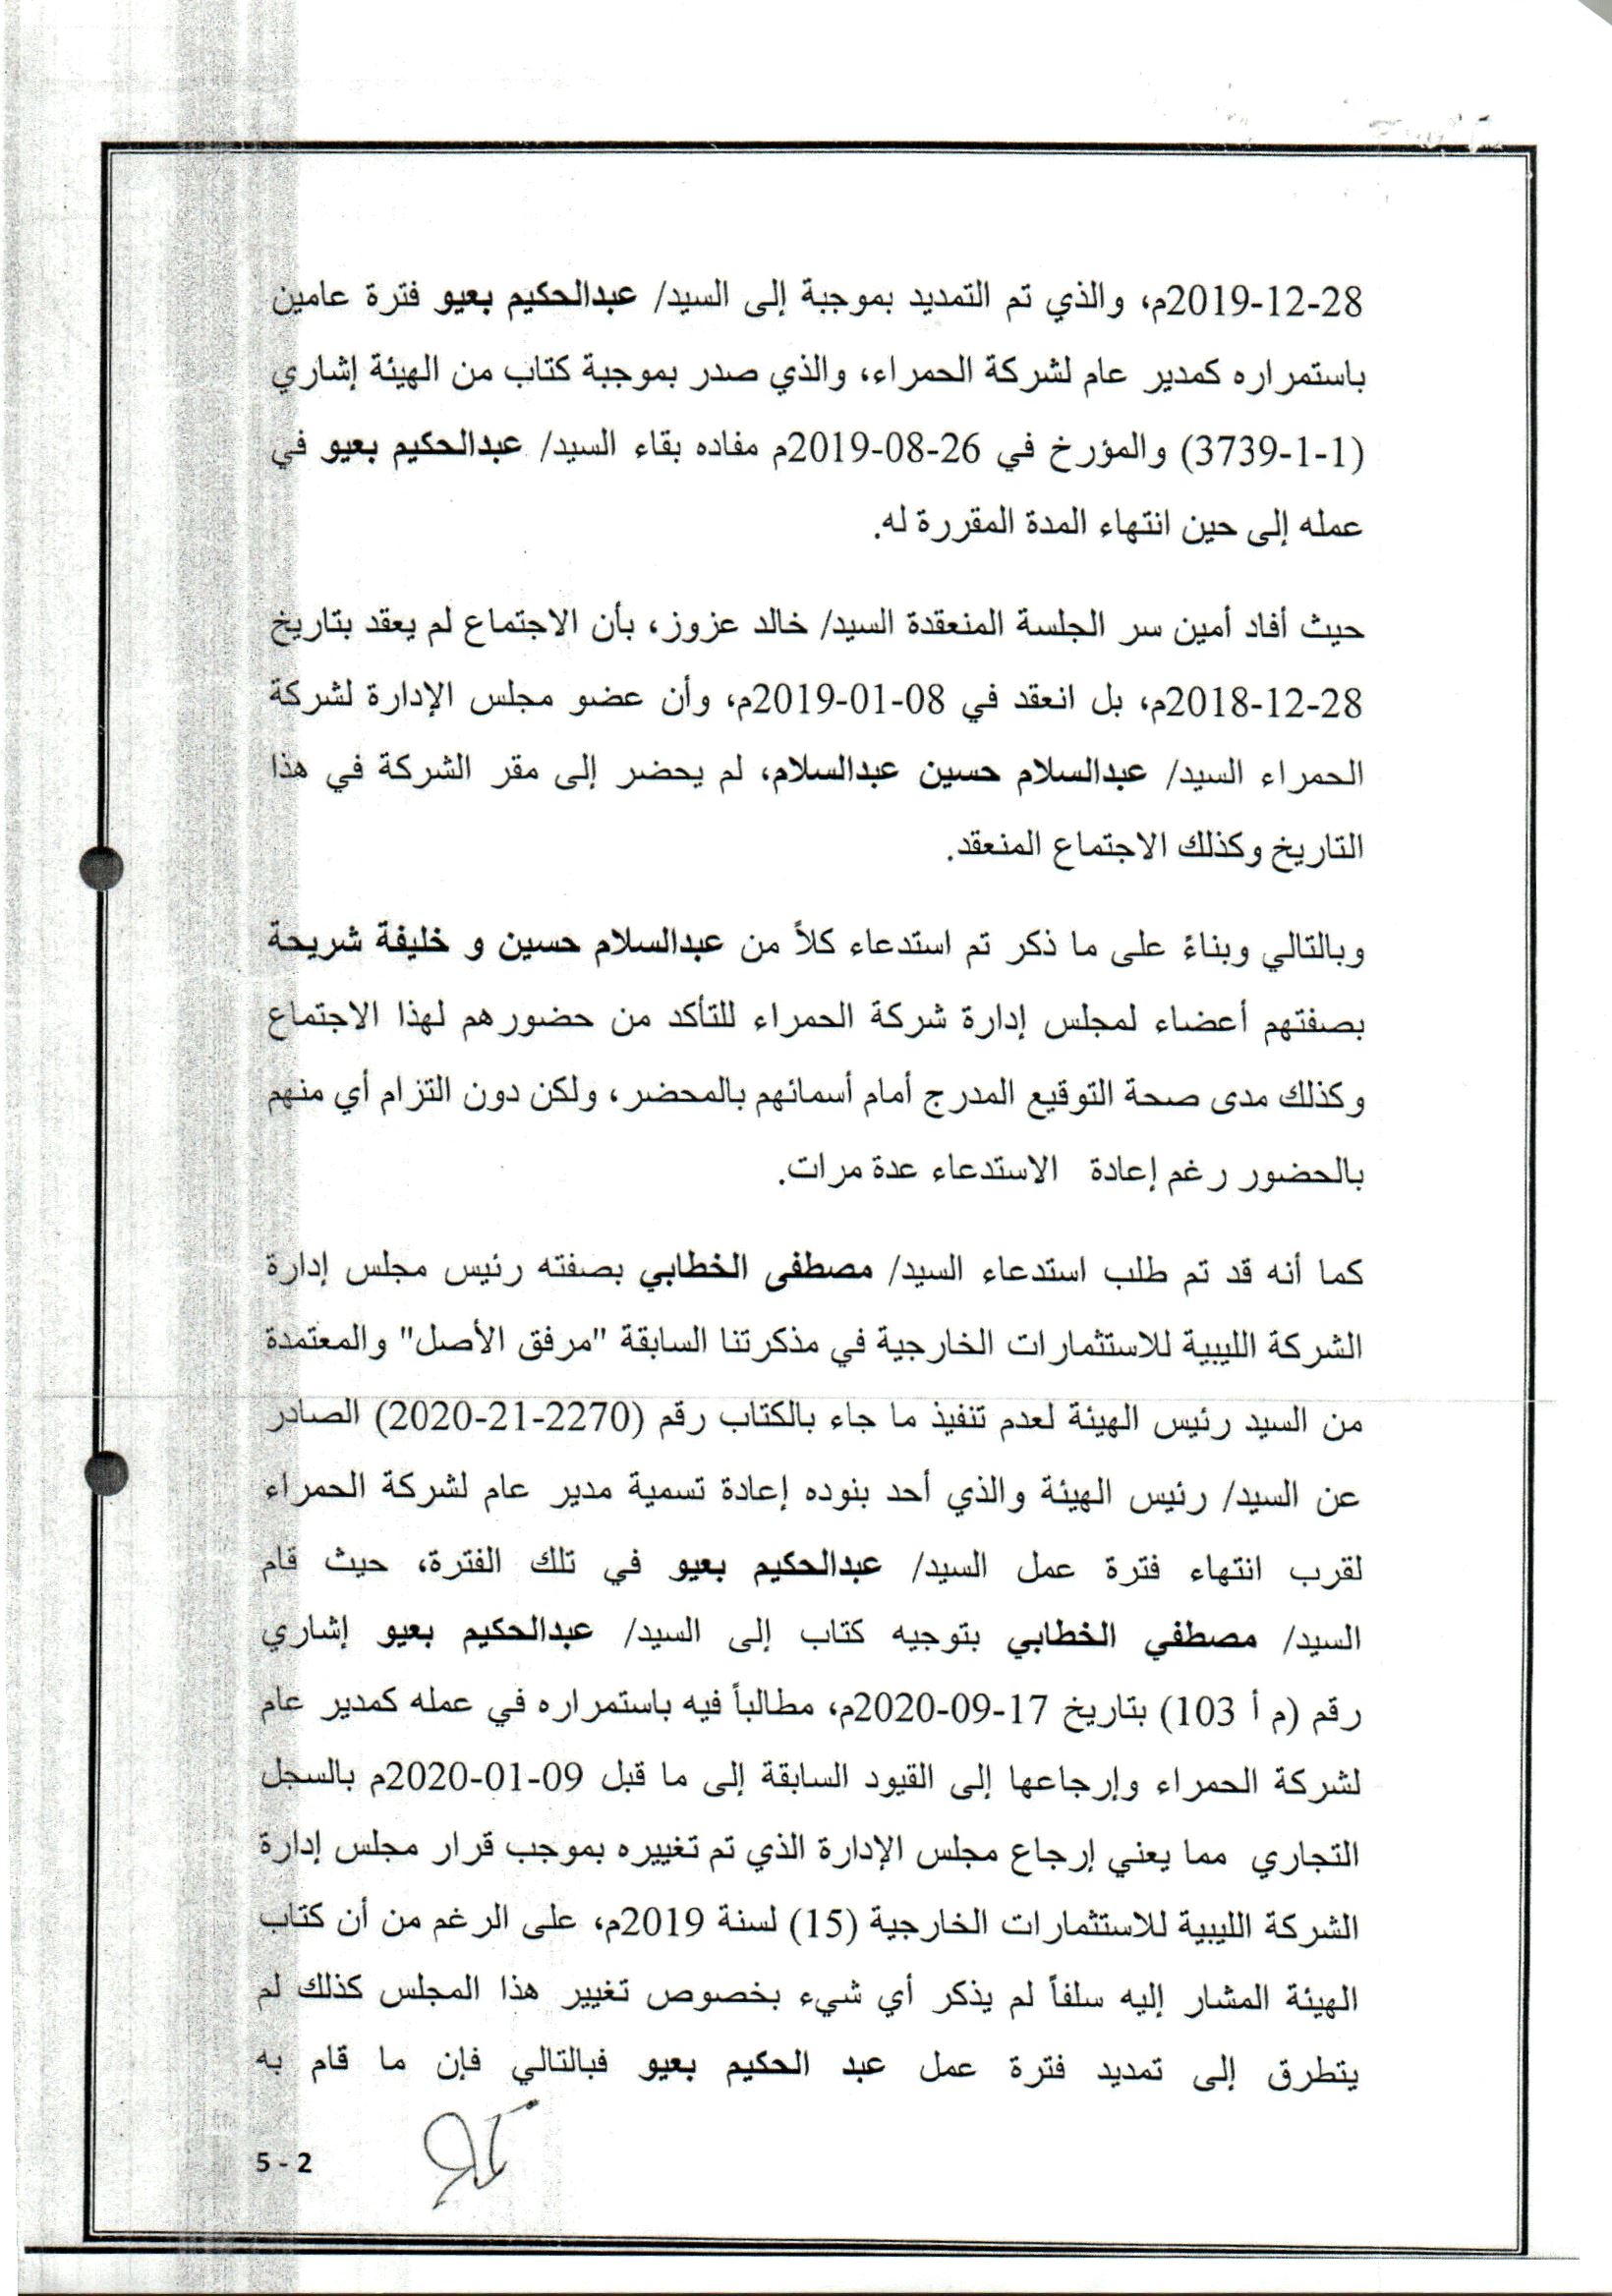 28-12-2019م، والذي تم التمديد بموجبة إلى السيد/ عبدالحكيم بعيو فترة عامين
باستمراره كمدير عام لشركة الحمراء، والذي صدر بموجبة كتاب من الهيئة إشاري
(1-1-3739) والمؤرخ في 26-08-2019م مفاده بقاء السيد/ عبدالحكيم بعيو في
عمله إلى حين انتهاء المدة المقررة له.
حيث أفاد أمين سر الجلسة المنعقدة السيد/ خالد عزوز، بأن الاجتماع لم يعقد بتاريخ
28-12-2018م، بل انعقد في 08-01-2019م، وأن عضو مجلس الإدارة لشركة
الحمراء السيد/ عبدالسلام حسين عبدالسلام، لم يحضر إلى مقر الشركة في هذا
التاريخ وكذلك الاجتماع المنعقد.
وبالتالي وبناءً على ما ذكر تم استدعاء كلاً من عبدالسلام حسين و خليفة شريحة
بصفتهم أعضاء لمجلس إدارة شركة الحمراء للتأكد من حضورهم لهذا الاجتماع
وكذلك مدى صحة التوقيع المدرج أمام أسمائهم بالمحضر، ولكن دون التزام أي منهم
بالحضور رغم إعادة الاستدعاء عدة مرات.
كما أنه قد تم طلب استدعاء السيد/ مصطفى الخطابي بصفته رئيس مجلس إدارة
الشركة الليبية للاستثمارات الخارجية في مذكرتنا السابقة "مرفق الأصل" والمعتمدة
من السيد رئيس الهيئة لعدم تنفيذ ما جاء بالكتاب رقم (2270-21-2020) الصادر
عن السيد/ رئيس الهيئة والذي أحد بنوده إعادة تسمية مدير عام لشركة الحمراء
لقرب انتهاء فترة عمل السيد/ عبدالحكيم بعيو في تلك الفترة، حيث قام
السيد/ مصطفي الخطابي بتوجيه كتاب إلى السيد/ عبدالحكيم بعيو إشاري
رقم (م أ 103) بتاريخ 17-09-2020م، مطالباً فيه باستمراره في عمله كمدير عام
لشركة الحمراء وإرجاعها إلى القيود السابقة إلى ما قبل 09-01-2020م بالسجل
التجاري مما يعني إرجاع مجلس الإدارة الذي تم تغييره بموجب قرار مجلس إدارة
الشركة الليبية للاستثمارات الخارجية (15) لسنة 2019م، على الرغم من أن كتاب
الهيئة المشار إليه سلفاً لم يذكر أي شيء بخصوص تغيير هذا المجلس كذلك لم
يتطرق إلى تمديد فترة عمل عبد الحكيم بعيو فبالتالي فإن ما قام به
5 - 2